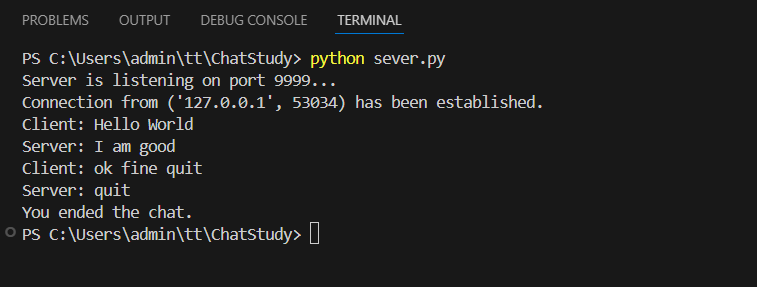 PROBLEMS OUTPUT DEBUG CONSOLE TERMINAL
PS C:\Users\admin\tt\ChatStudy> python sever.py
Server is listening on port 9999...
Connection from ('127.0.0.1', 53034) has been established.
Client: Hello World
Server: I am good
Client: ok fine quit
Server: quit
You ended the chat.
PS C:\Users\admin\tt\ChatStudy>